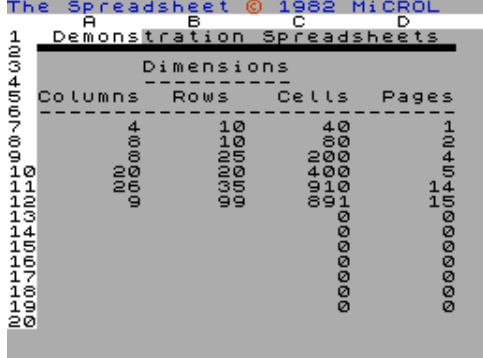 The Spreadsheet © 1982 MiCROL
A B C D
1 Demonstration Spreadsheets
2
3 Dimensions
4 ----------
5 Columns Rows Cells Pages
6 -----------------------------
7 4 10 40 1
8 8 10 80 2
9 8 25 200 4
10 20 20 400 5
11 26 35 910 14
12 9 99 891 15
13 0 0
14 0 0
15 0 0
16 0 0
17 0 0
18 0 0
19 0 0
20